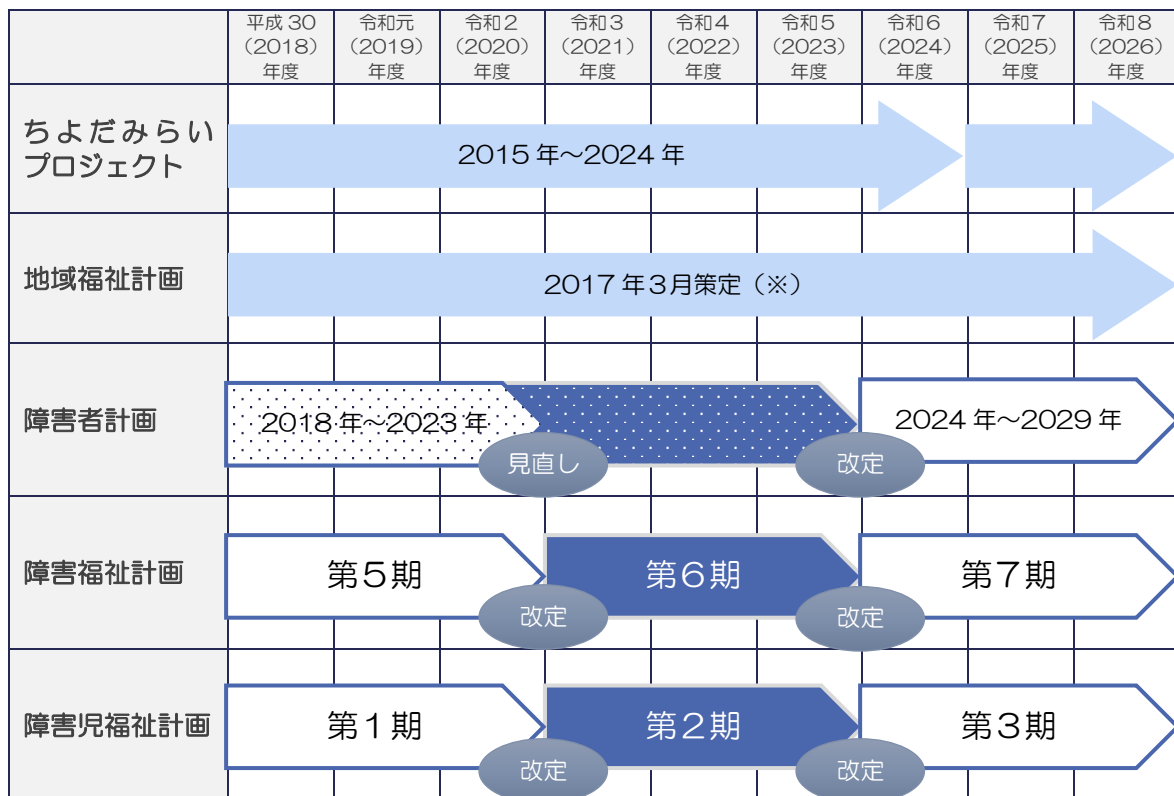 平成30
（2018）
年度
令和元
（2019）
年度
令和２
（2020）
年度
令和３
（2021）
年度
令和４
（2022）
年度
令和５
（2023）
年度
令和６
（2024）
年度
令和７
（2025）
年度
令和８
（2026）
年度
ちよだみらい
プロジェクト
2015年～2024年
地域福祉計画
2017年３月策定（※）
障害者計画
2018年～2023年
見直し
改定
2024年～2029年
障害福祉計画
第５期
改定
第６期
改定
第７期
障害児福祉計画
第１期
改定
第２期
改定
第３期